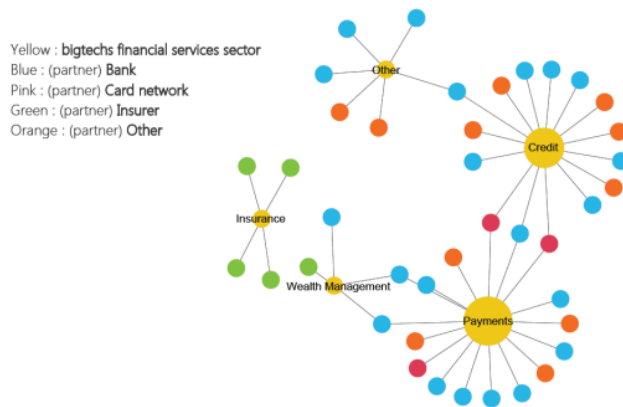 Yellow : bigtechs financial services sector
Blue : (partner) Bank
Pink : (partner) Card network
Green : (partner) Insurer
Orange : (partner) Other
Other
Credit
Insurance
Wealth Management
Payments